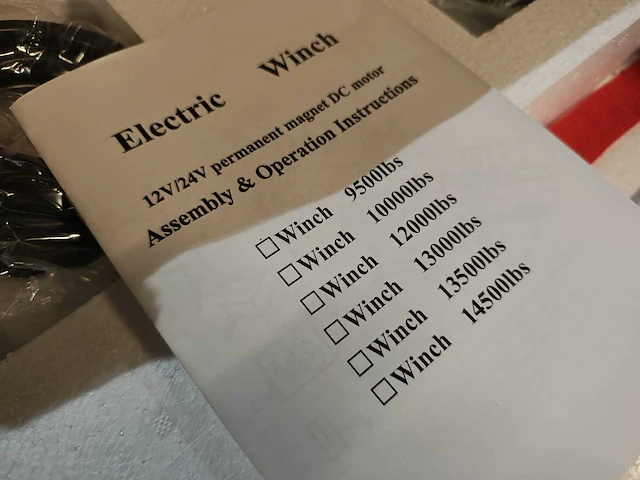 Electric Winch
12V/24V permanent magnet DC motor
Assembly & Operation Instructions
☐Winch 9500lbs
☐Winch 10000lbs
☐Winch 12000lbs
☐Winch 13000lbs
☐Winch 13500lbs
☐Winch 14500lbs